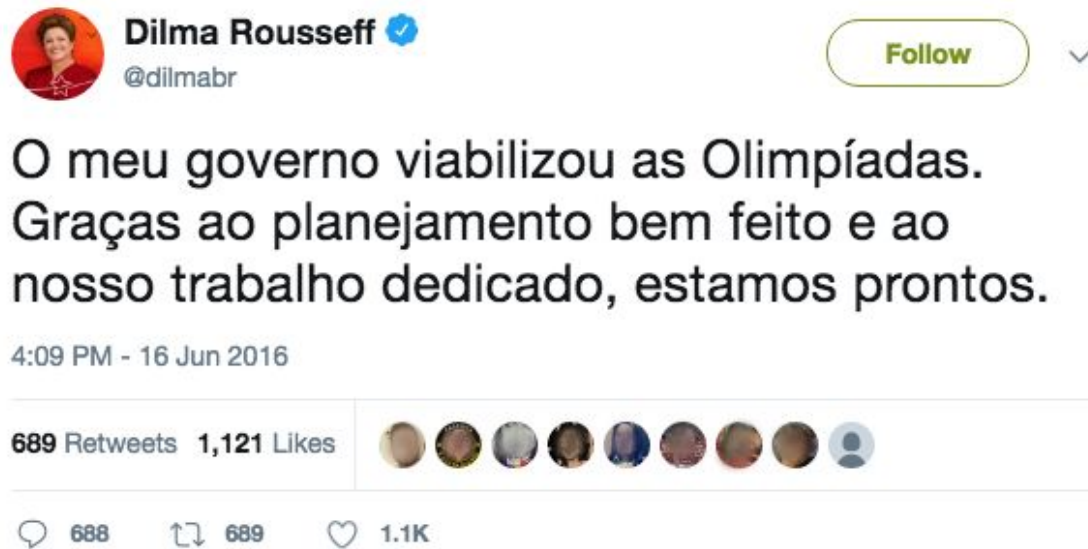 Dilma Rousseff
@dilmabr
Follow
O meu governo viabilizou as Olimpíadas.
Graças ao planejamento bem feito e ao
nosso trabalho dedicado, estamos prontos.
4:09 PM - 16 Jun 2016
689 Retweets 1,121 Likes
688 689 1.1K